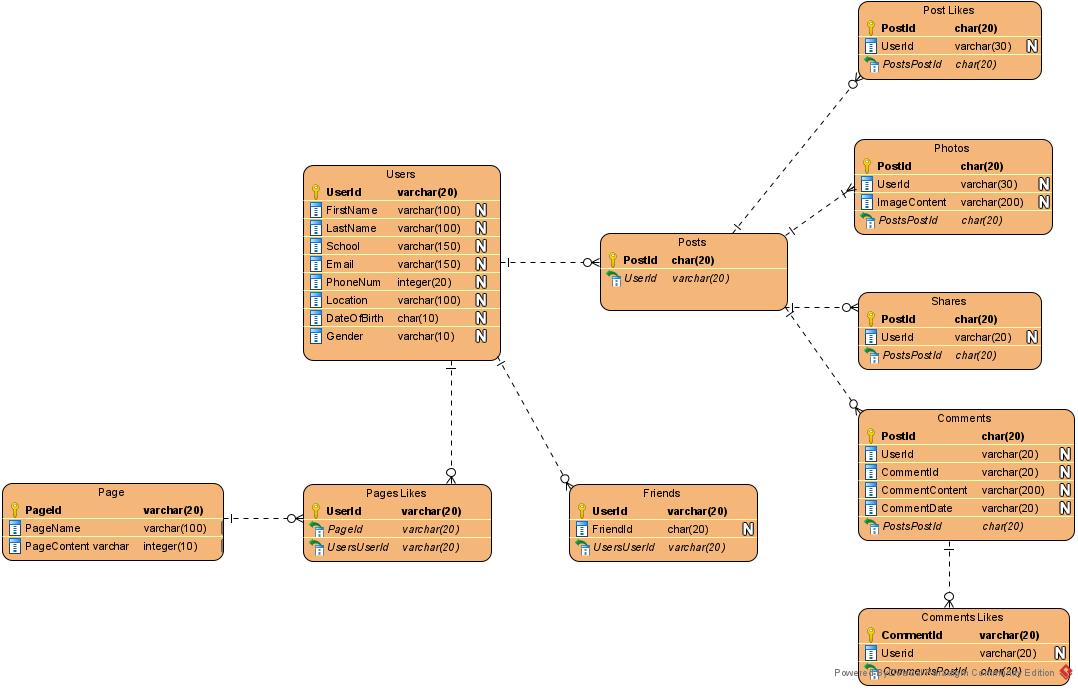 Post Likes
PostId char(20)
UserId varchar(30) N
PostsPostId char(20)
Photos
PostId char(20)
UserId varchar(30) N
ImageContent varchar(200) N
PostsPostId char(20)
Users
UserId varchar(20)
FirstName varchar(100) N
LastName varchar(100) N
School varchar(150) N
Email varchar(150) N
PhoneNum integer(20) N
Location varchar(100) N
DateOfBirth char(10) N
Gender varchar(10) N
Posts
PostId char(20)
UserId varchar(20)
Shares
PostId char(20)
UserId varchar(20) N
PostsPostId char(20)
Comments
PostId char(20)
UserId varchar(20) N
CommentId varchar(20) N
CommentContent varchar(200) N
CommentDate varchar(20) N
PostsPostId char(20)
Page
PageId varchar(20)
PageName varchar(100)
PageContent varchar integer(10)
Pages Likes
UserId varchar(20)
PageId varchar(20)
UsersUserId varchar(20)
Friends
UserId varchar(20)
FriendId char(20) N
UsersUserId varchar(20)
Comments Likes
CommentId varchar(20)
Userid varchar(20) N
CommentsPostId char(20)
Powered By Visual Paradigm Community Edition